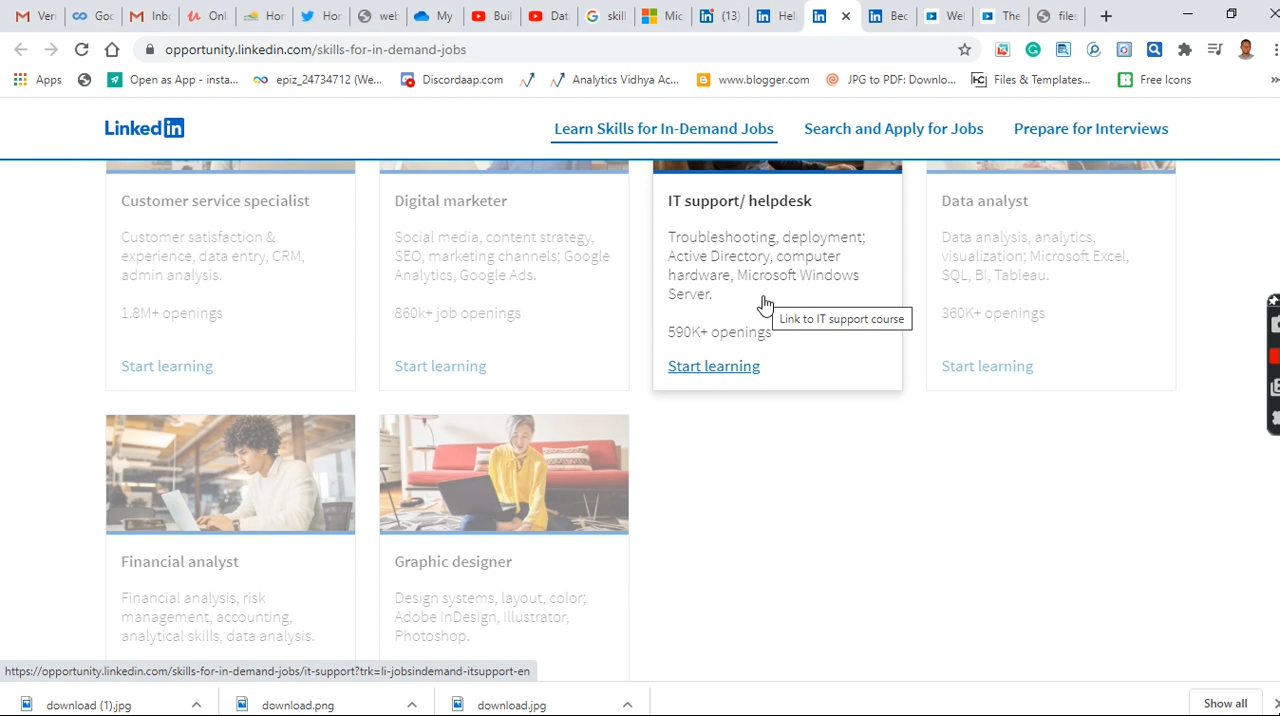 Veri
Goc
Inb
Onl
Hor
Hor
wel
My
Buil
Dat
skill
Mic
(13)
Hel
Bec
We
The
file:
opportunity.linkedin.com/skills-for-in-demand-jobs
Apps
Open as App - insta...
epiz_24734712 (We...
Discordaap.com
Analytics Vidhya Ac...
www.blogger.com
JPG to PDF: Downlo...
Files & Templates...
Free Icons
Linkedin
Learn Skills for In-Demand Jobs
Search and Apply for Jobs
Prepare for Interviews
Customer service specialist
Customer satisfaction &
experience, data entry, CRM,
admin analysis.
1.8M+ openings
Start learning
Digital marketer
Social media, content strategy,
SEO, marketing channels; Google
Analytics, Google Ads.
860k+ job openings
Start learning
IT support/ helpdesk
Troubleshooting, deployment;
Active Directory, computer
hardware, Microsoft Windows
Server.
Link to IT support course
590K+ openings
Start learning
Data analyst
Data analysis, analytics,
visualization; Microsoft Excel,
SQL, BI, Tableau.
360K+ openings
Start learning
Financial analyst
Financial analysis, risk
management, accounting,
analytical skills, data analysis.
Graphic designer
Design systems, layout, color;
Adobe InDesign, Illustrator,
Photoshop.
https://opportunity.linkedin.com/skills-for-in-demand-jobs/it-support?trk=li-jobsindemand-itsupport-en
download (1).jpg
download.png
download.jpg
Show all